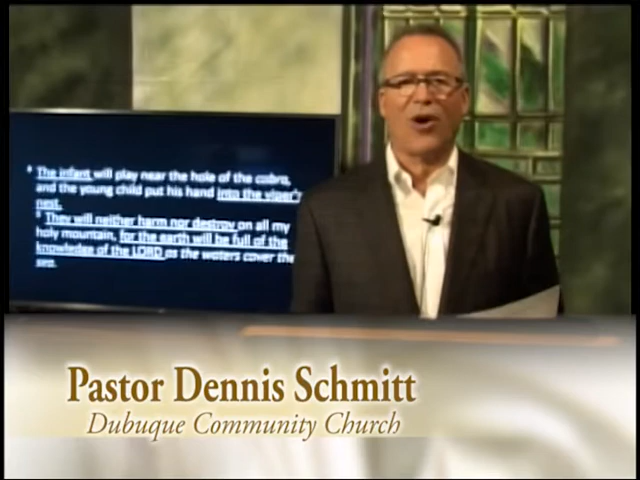 ⁸ The infant will play near the hole of the cobra,
and the young child put his hand into the viper's
nest.
⁹ They will neither harm nor destroy on all my
holy mountain, for the earth will be full of the
knowledge of the LORD as the waters cover the
sea.
Pastor Dennis Schmitt
Dubuque Community Church